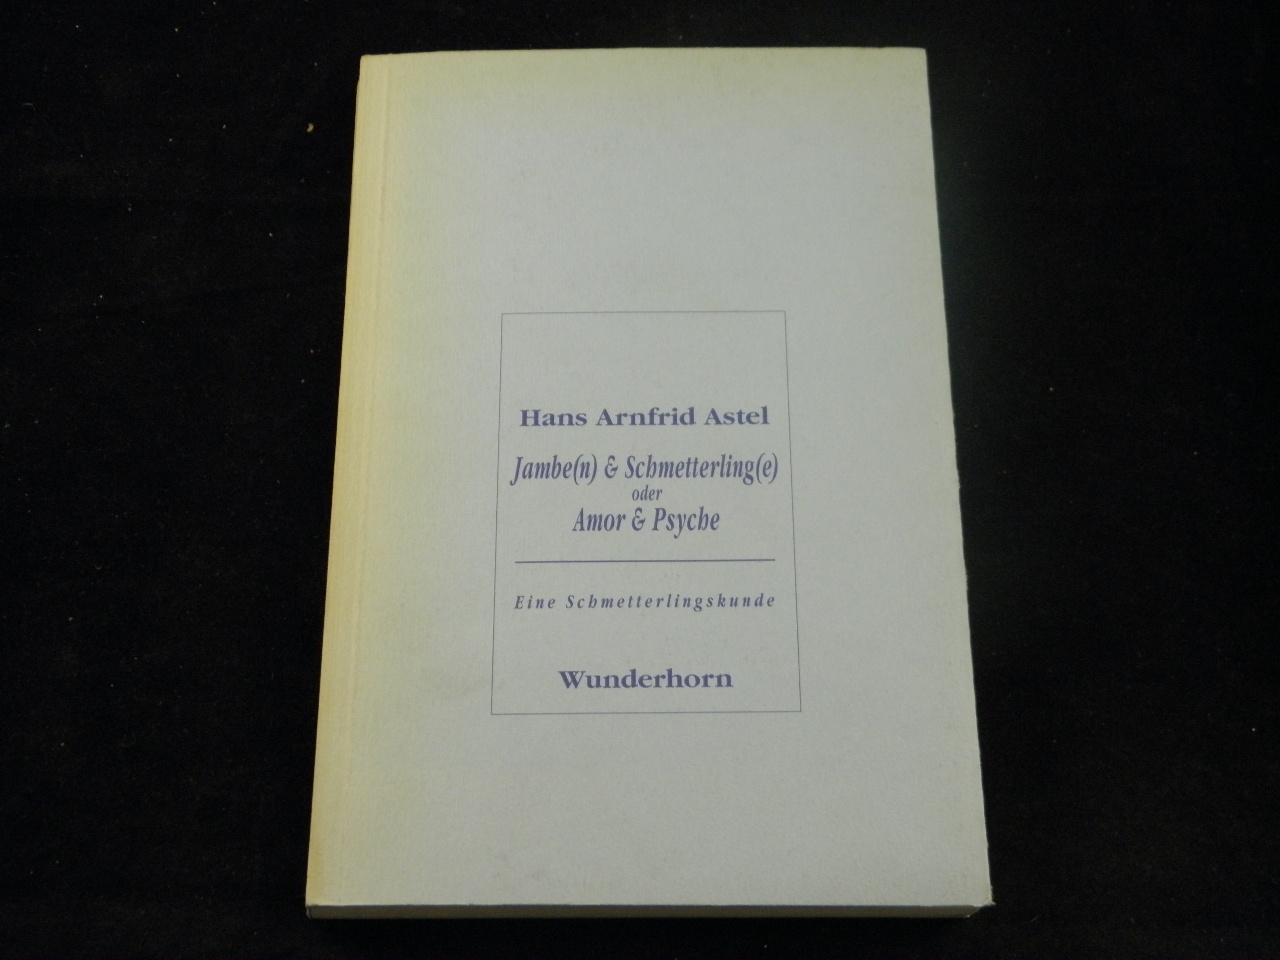 Hans Arnfrid Astel
Jambe(n) & Schmetterling(e)
oder
Amor & Psyche
Eine Schmetterlingskunde
Wunderhorn